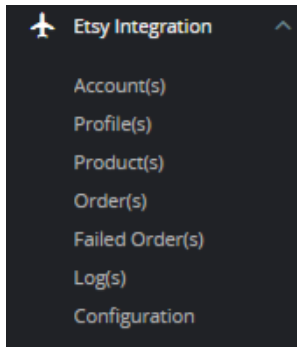 Etsy Integration
Account(s)
Profile(s)
Product(s)
Order(s)
Failed Order(s)
Log(s)
Configuration